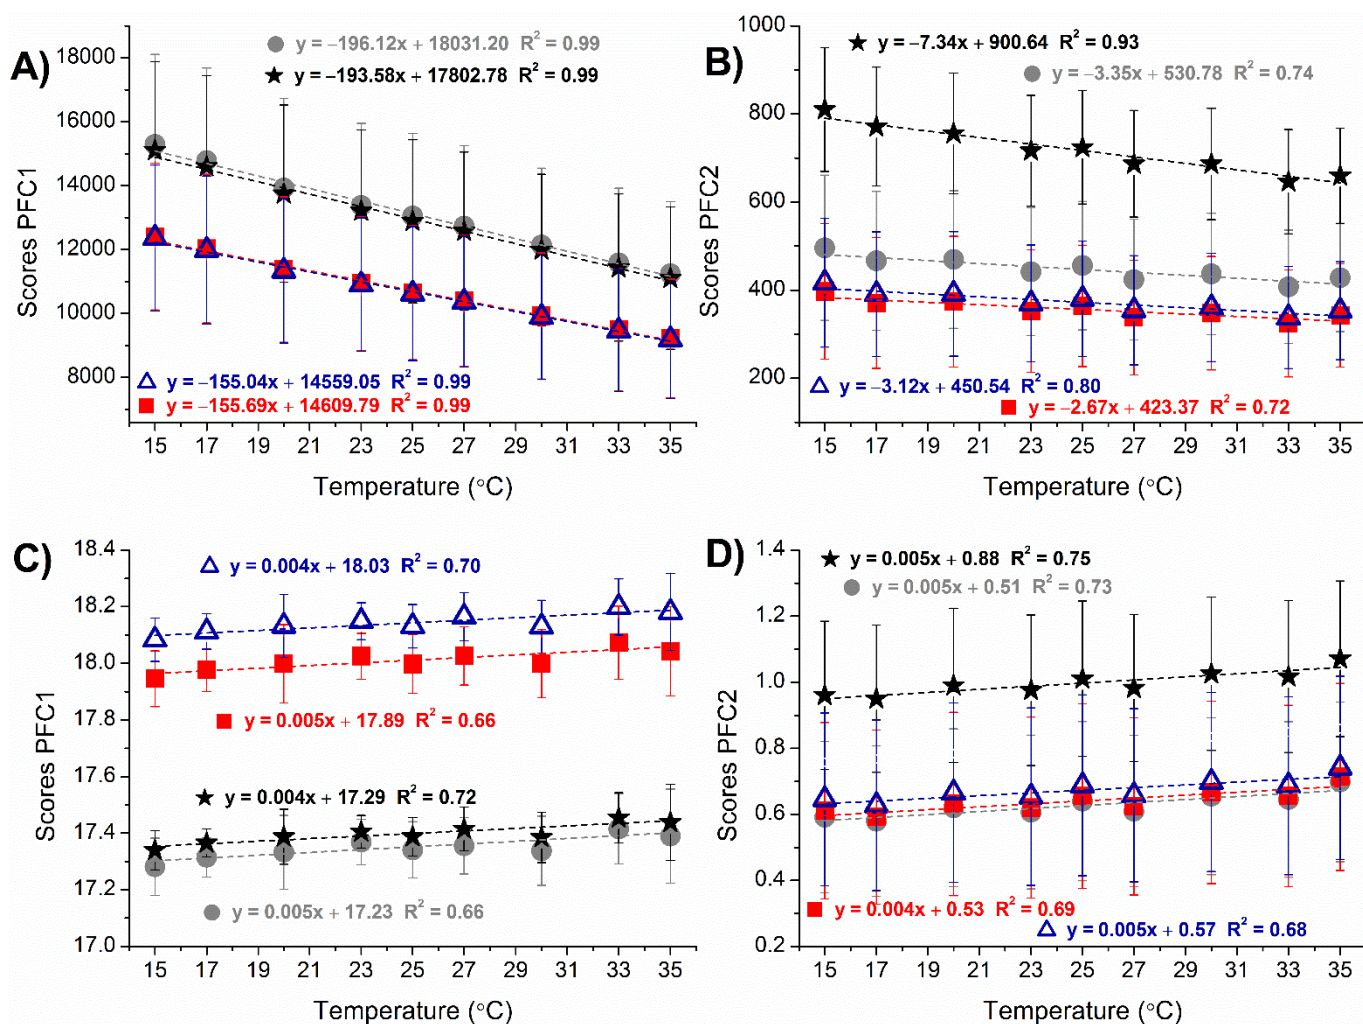 A)
y = −196.12x + 18031.20 R² = 0.99
y = −193.58x + 17802.78 R² = 0.99
18000
16000
14000
12000
10000
8000
Scores PFC1
y = −155.04x + 14559.05 R² = 0.99
y = −155.69x + 14609.79 R² = 0.99
15 17 19 21 23 25 27 29 31 33 35
Temperature (°C)
B)
y = −7.34x + 900.64 R² = 0.93
y = −3.35x + 530.78 R² = 0.74
1000
800
600
400
200
Scores PFC2
y = −3.12x + 450.54 R² = 0.80
y = −2.67x + 423.37 R² = 0.72
15 17 19 21 23 25 27 29 31 33 35
Temperature (°C)
C)
18.4
18.2
18.0
17.8
17.6
17.4
17.2
17.0
Scores PFC1
y = 0.004x + 18.03 R² = 0.70
y = 0.005x + 17.89 R² = 0.66
y = 0.004x + 17.29 R² = 0.72
y = 0.005x + 17.23 R² = 0.66
15 17 19 21 23 25 27 29 31 33 35
Temperature (°C)
D)
y = 0.005x + 0.88 R² = 0.75
y = 0.005x + 0.51 R² = 0.73
1.4
1.2
1.0
0.8
0.6
0.4
0.2
Scores PFC2
y = 0.004x + 0.53 R² = 0.69
y = 0.005x + 0.57 R² = 0.68
15 17 19 21 23 25 27 29 31 33 35
Temperature (°C)